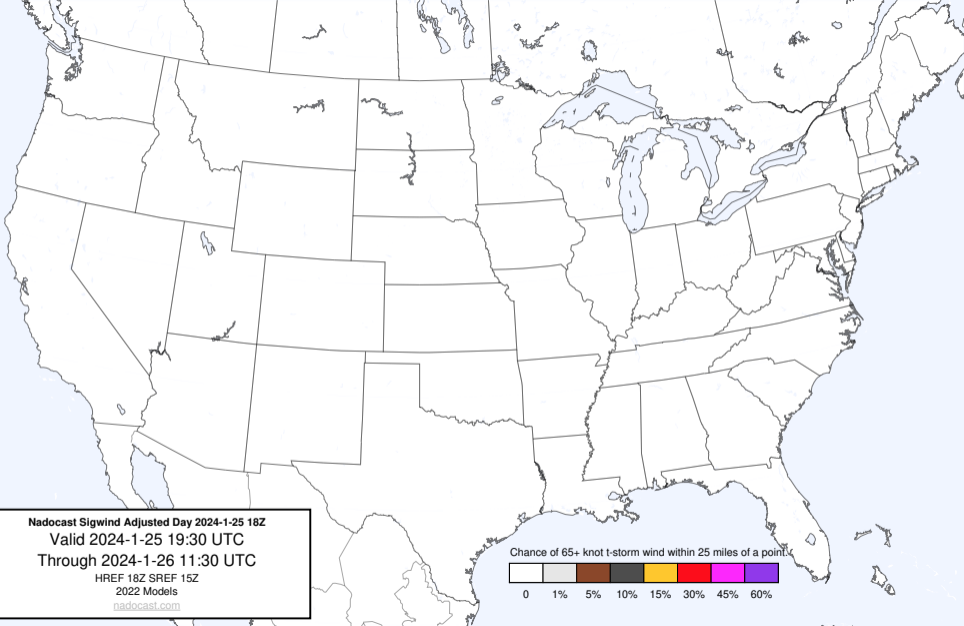 Nadocast Sigwind Adjusted Day 2024-1-25 18Z
Valid 2024-1-25 19:30 UTC
Through 2024-1-26 11:30 UTC
HREF 18Z SREF 15Z
2022 Models
nadocast.com
Chance of 65+ knot t-storm wind within 25 miles of a point.
0 1% 5% 10% 15% 30% 45% 60%